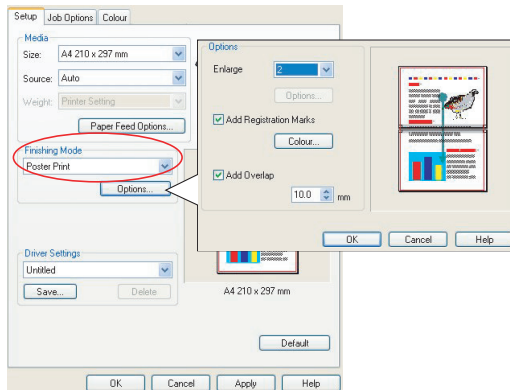 Setup Job Options Colour
Media
Size: A4 210 x 297 mm
Source: Auto
Weight: Printer Setting
Paper Feed Options...
Finishing Mode
Poster Print
Options...
Driver Settings
Untitled
Save... Delete
A4 210 x 297 mm
Default
OK Cancel Apply Help
Options
Enlarge 2
Options...
Add Registration Marks
Colour...
Add Overlap
10.0 mm
OK Cancel Help